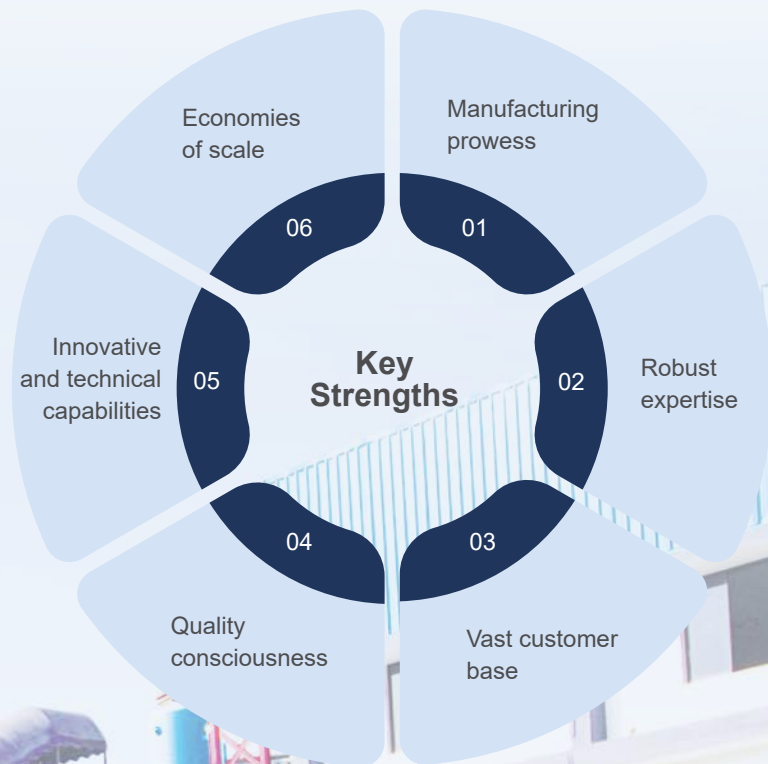 Key
Strengths
01
Manufacturing
prowess
02
Robust
expertise
03
Vast customer
base
04
Quality
consciousness
05
Innovative
and technical
capabilities
06
Economies
of scale